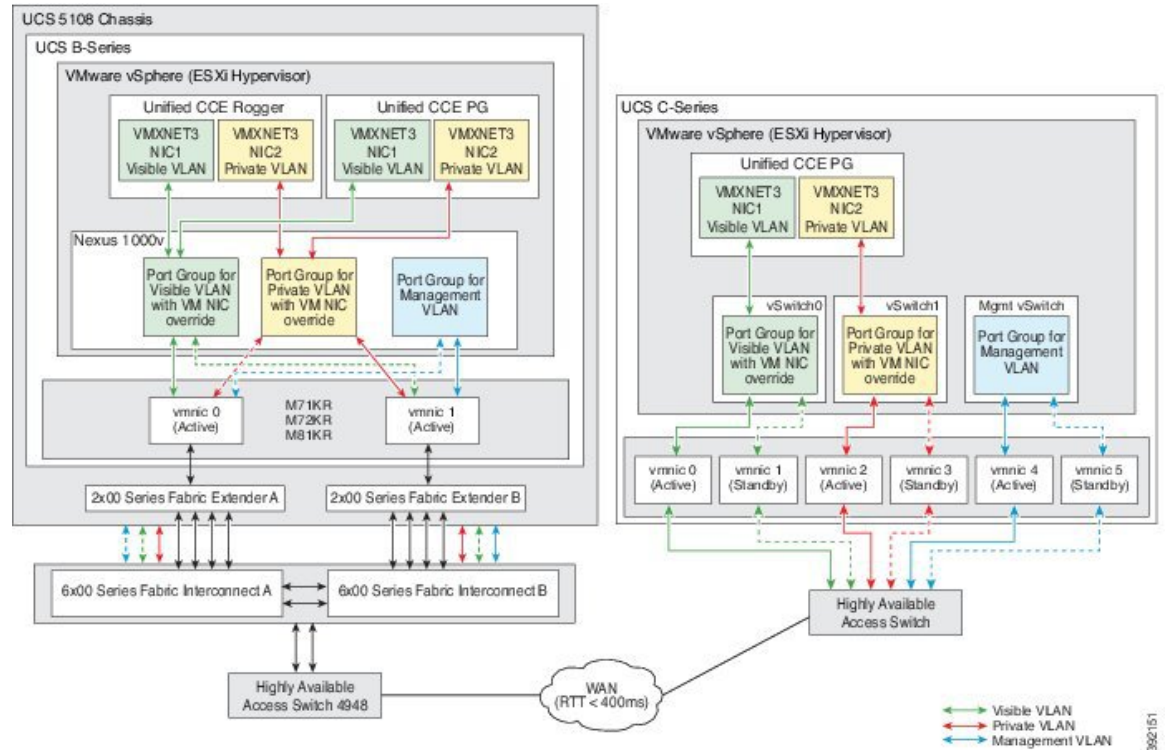 UCS 5108 Chassis
UCS B-Series
VMware vSphere (ESXi Hypervisor)
Unified CCE Rogger
VMXNET3
NIC1
Visible VLAN
VMXNET3
NIC2
Private VLAN
Unified CCE PG
VMXNET3
NIC1
Visible VLAN
VMXNET3
NIC2
Private VLAN
Nexus 1000v
Port Group for
Visible VLAN
with VM NIC
override
Port Group for
Private VLAN
with VM NIC
override
Port Group for
Management
VLAN
vmnic 0
(Active)
M71KR
M72KR
M81KR
vmnic 1
(Active)
2x00 Series Fabric Extender A
2x00 Series Fabric Extender B
6x00 Series Fabric Interconnect A
6x00 Series Fabric Interconnect B
Highly Available
Access Switch 4948
WAN
(RTT < 400ms)
UCS C-Series
VMware vSphere (ESXi Hypervisor)
Unified CCE PG
VMXNET3
NIC1
Visible VLAN
VMXNET3
NIC2
Private VLAN
vSwitch0
Port Group for
Visible VLAN
with VM NIC
override
vSwitch1
Port Group for
Private VLAN
with VM NIC
override
Mgmt vSwitch
Port Group for
Management
VLAN
vmnic 0
(Active)
vmnic 1
(Standby)
vmnic 2
(Active)
vmnic 3
(Standby)
vmnic 4
(Active)
vmnic 5
(Standby)
Highly Available
Access Switch
Visible VLAN
Private VLAN
Management VLAN